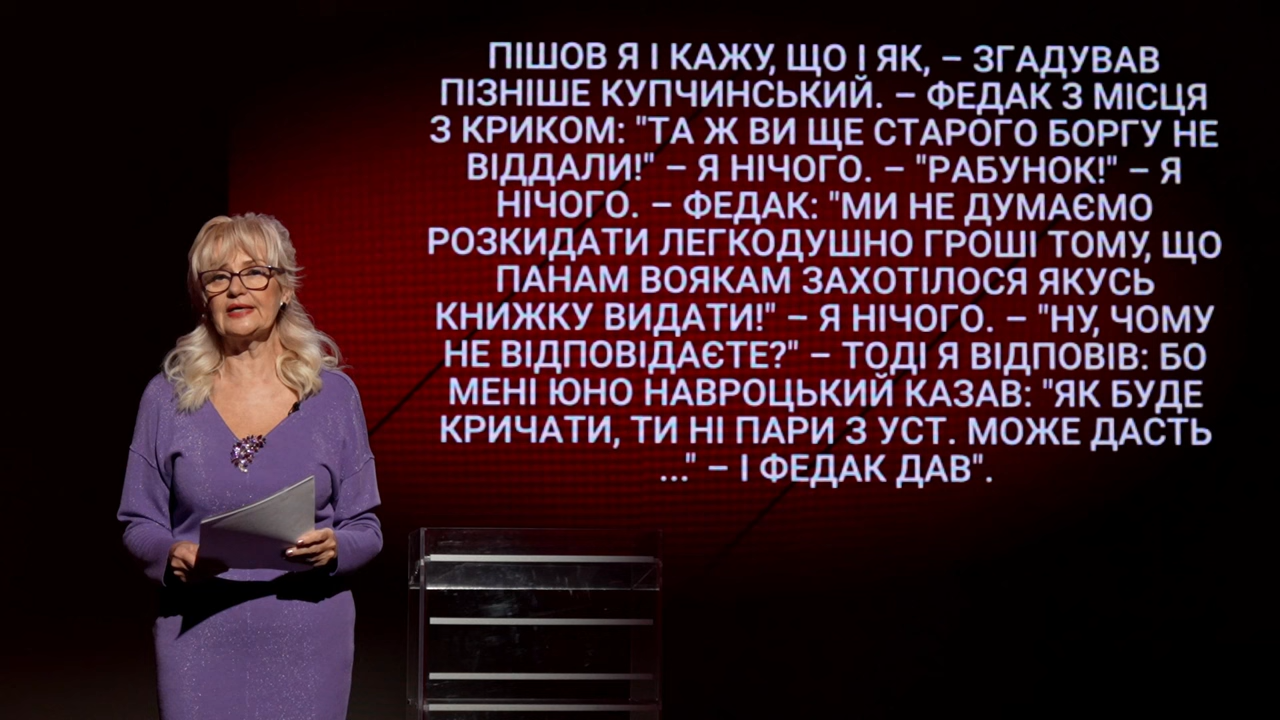 ПІШОВ Я І КАЖУ, ЩО І ЯК, – ЗГАДУВАВ
ПІЗНІШЕ КУПЧИНСЬКИЙ. – ФЕДАК З МІСЦЯ
З КРИКОМ: "ТА Ж ВИ ЩЕ СТАРОГО БОРГУ НЕ
ВІДДАЛИ!" – Я НІЧОГО. – "РАБУНОК!" – Я
НІЧОГО. – ФЕДАК: "МИ НЕ ДУМАЄМО
РОЗКИДАТИ ЛЕГКОДУШНО ГРОШІ ТОМУ, ЩО
ПАНАМ ВОЯКАМ ЗАХОТІЛОСЯ ЯКУСЬ
КНИЖКУ ВИДАТИ!" – Я НІЧОГО. – "НУ, ЧОМУ
НЕ ВІДПОВІДАЄТЕ?" – ТОДІ Я ВІДПОВІВ: БО
МЕНІ ЮНО НАВРОЦЬКИЙ КАЗАВ: "ЯК БУДЕ
КРИЧАТИ, ТИ НІ ПАРИ З УСТ. МОЖЕ ДАСТЬ
..." – І ФЕДАК ДАВ".